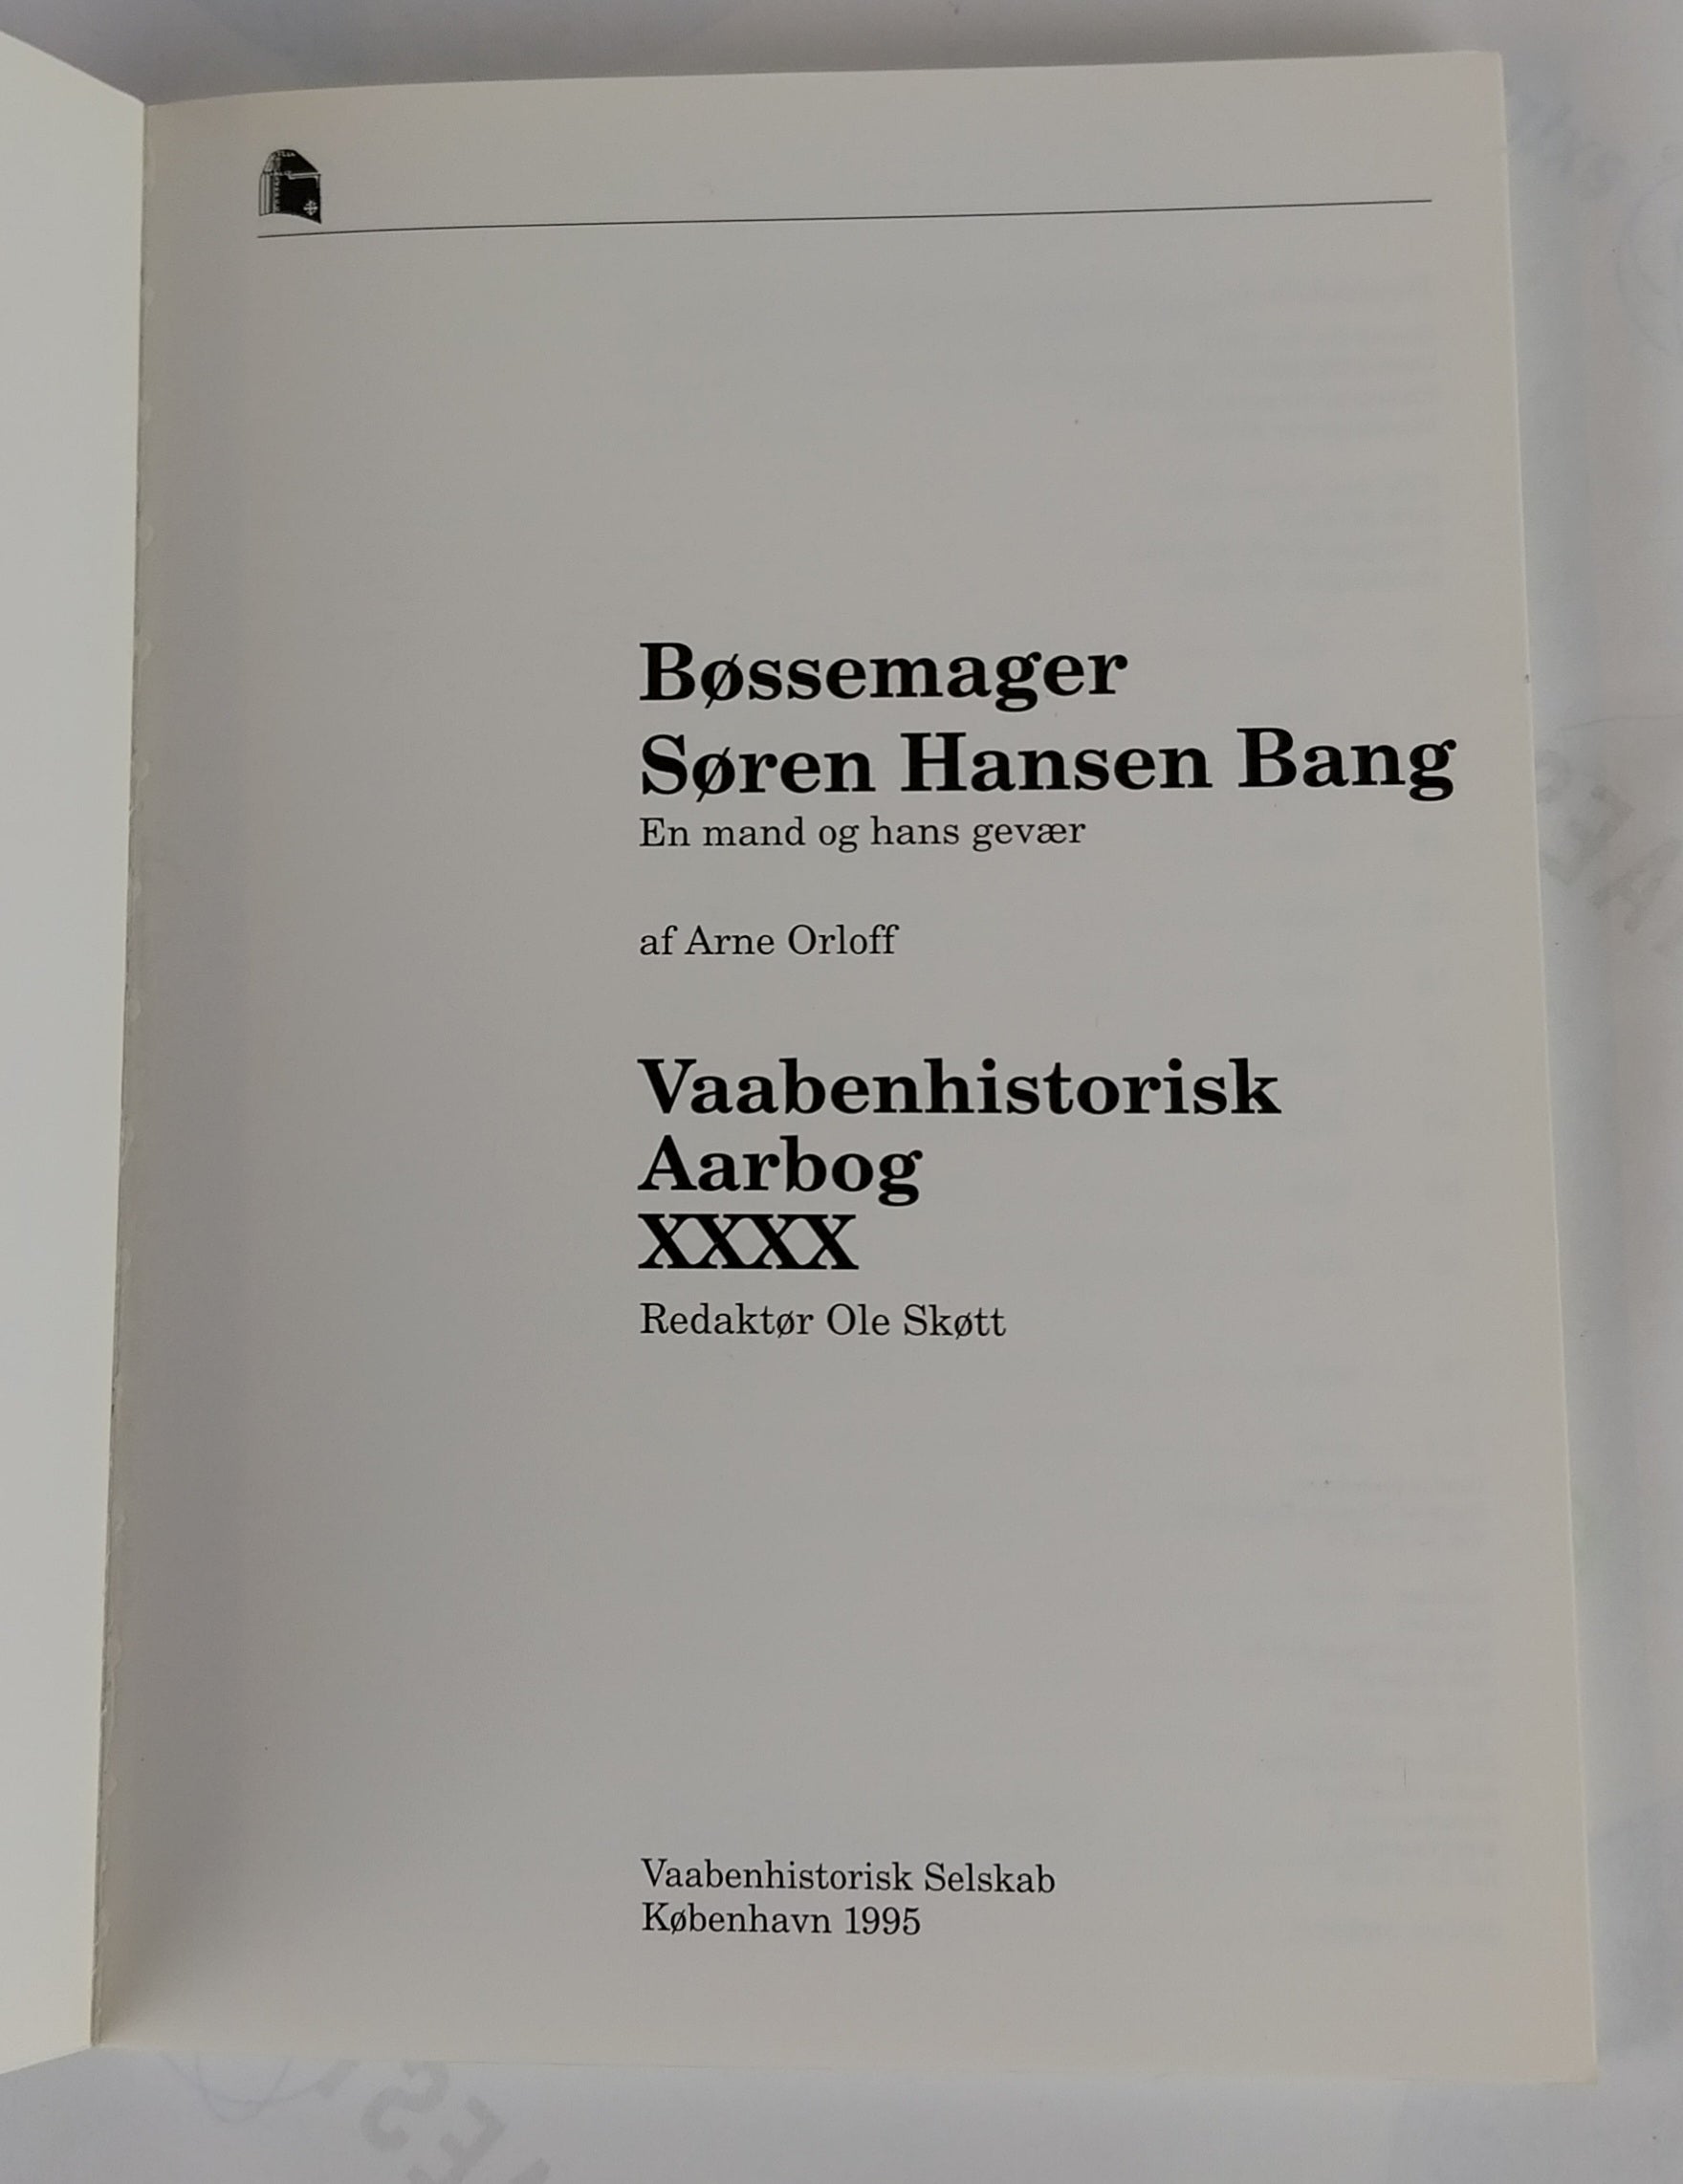 Bøssemager
Søren Hansen Bang
En mand og hans gevær
af Arne Orloff
Vaabenhistorisk
Aarbog
XXXX
Redaktør Ole Skøtt
Vaabenhistorisk Selskab
København 1995